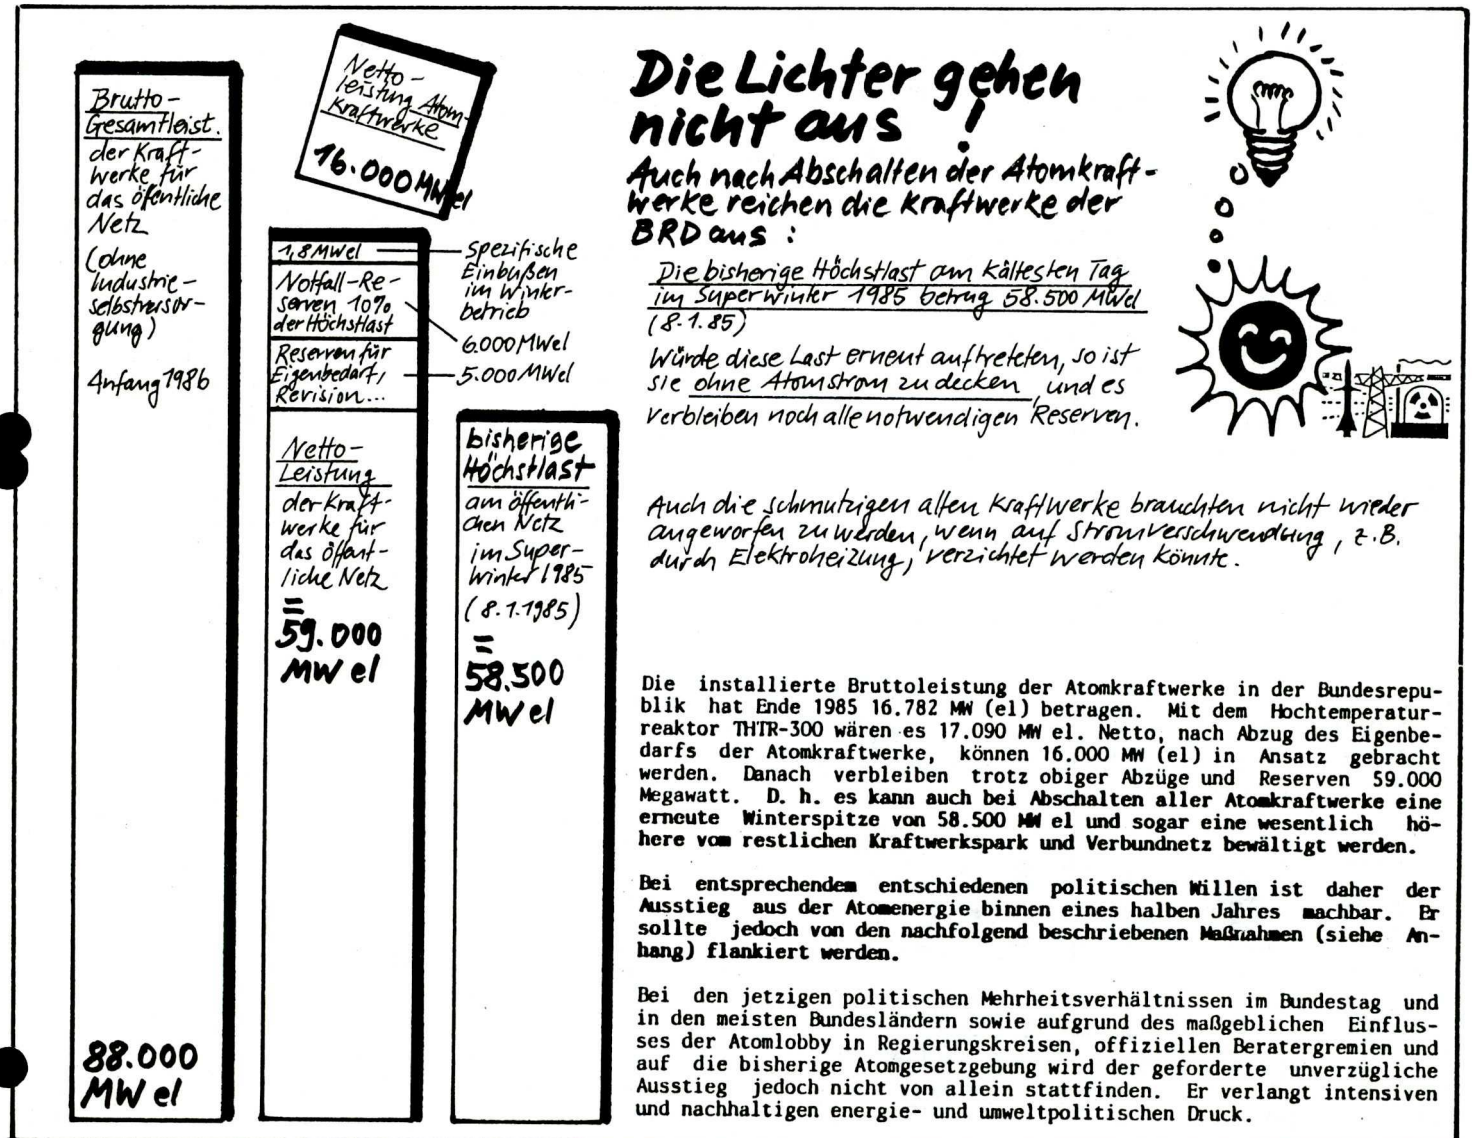 Brutto-
Gesamtleist.
der Kraft-
werke für
das öffentliche
Netz
(ohne
Industrie-
selbstversor-
gung)
Anfang 1986
88.000
MW el
Netto-
leistung Atom-
Kraftwerke
16.000 MW el
1,8 MWel
Notfall-Re-
serven 10%
der Höchstlast
Reserven für
Eigenbedarf,
Revision...
Spezifische
Einbußen
im Winter-
betrieb
6.000 MWel
5.000 MWel
Netto-
Leistung
der Kraft-
werke für
das öffent-
liche Netz
=
59.000
MW el
bisherige
Höchstlast
am öffentli-
chen Netz
im Super-
winter 1985
(8.1.1985)
=
58.500
MW el
Die Lichter gehen
nicht aus !
Auch nach Abschalten der Atomkraft-
werke reichen die Kraftwerke der
BRD aus :
Die bisherige Höchstlast am kältesten Tag
im Superwinter 1985 betrug 58.500 MWel
(8.1.85)
Würde diese Last erneut auftreteten, so ist
sie ohne Atomstrom zu decken, und es
verbleiben noch alle notwendigen Reserven.
Auch die schmutzigen alten Kraftwerke brauchten nicht wieder
angeworfen zu werden, wenn auf Stromverschwendung, z.B.
durch Elektroheizung, verzichtet werden könnte.
Die installierte Bruttoleistung der Atomkraftwerke in der Bundesrepu-
blik hat Ende 1985 16.782 MW (el) betragen. Mit dem Hochtemperatur-
reaktor THTR-300 wären es 17.090 MW el. Netto, nach Abzug des Eigenbe-
darfs der Atomkraftwerke, können 16.000 MW (el) in Ansatz gebracht
werden. Danach verbleiben trotz obiger Abzüge und Reserven 59.000
Megawatt. D. h. es kann auch bei Abschalten aller Atomkraftwerke eine
erneute Winterspitze von 58.500 MW el und sogar eine wesentlich hö-
here vom restlichen Kraftwerkspark und Verbundnetz bewältigt werden.
Bei entsprechendem entschiedenen politischen Willen ist daher der
Ausstieg aus der Atomenergie binnen eines halben Jahres machbar. Er
sollte jedoch von den nachfolgend beschriebenen Maßnahmen (siehe An-
hang) flankiert werden.
Bei den jetzigen politischen Mehrheitsverhältnissen im Bundestag und
in den meisten Bundesländern sowie aufgrund des maßgeblichen Einflus-
ses der Atomlobby in Regierungskreisen, offiziellen Beratergremien und
auf die bisherige Atomgesetzgebung wird der geforderte unverzügliche
Ausstieg jedoch nicht von allein stattfinden. Er verlangt intensiven
und nachhaltigen energie- und umweltpolitischen Druck.